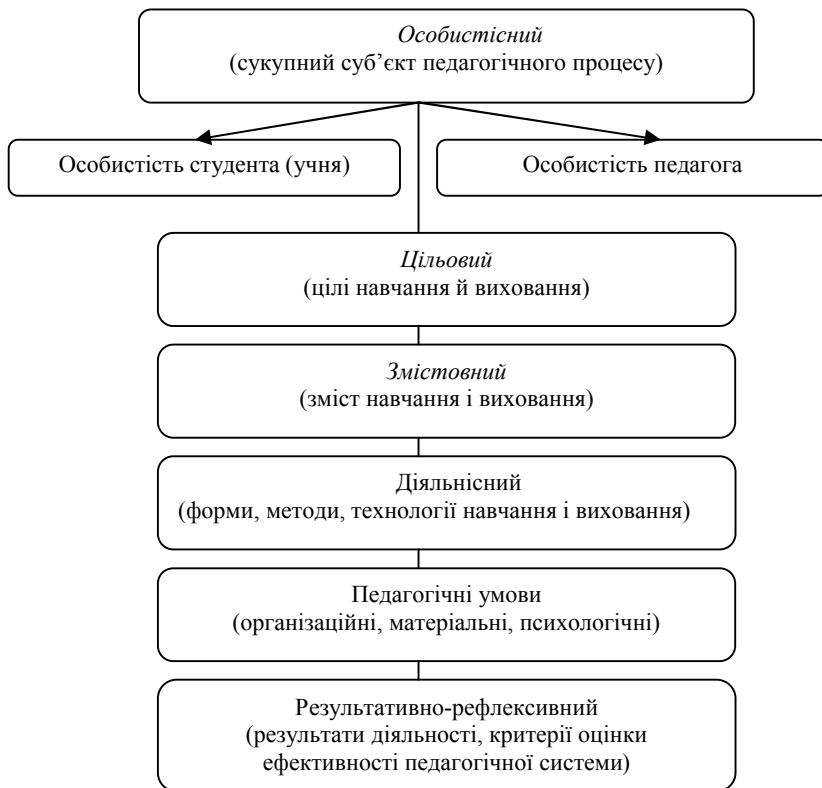 Особистісний
(сукупний суб’єкт педагогічного процесу)
Особистість студента (учня)
Особистість педагога
Цільовий
(цілі навчання й виховання)
Змістовний
(зміст навчання і виховання)
Діяльнісний
(форми, методи, технології навчання і виховання)
Педагогічні умови
(організаційні, матеріальні, психологічні)
Результативно-рефлексивний
(результати діяльності, критерії оцінки
ефективності педагогічної системи)